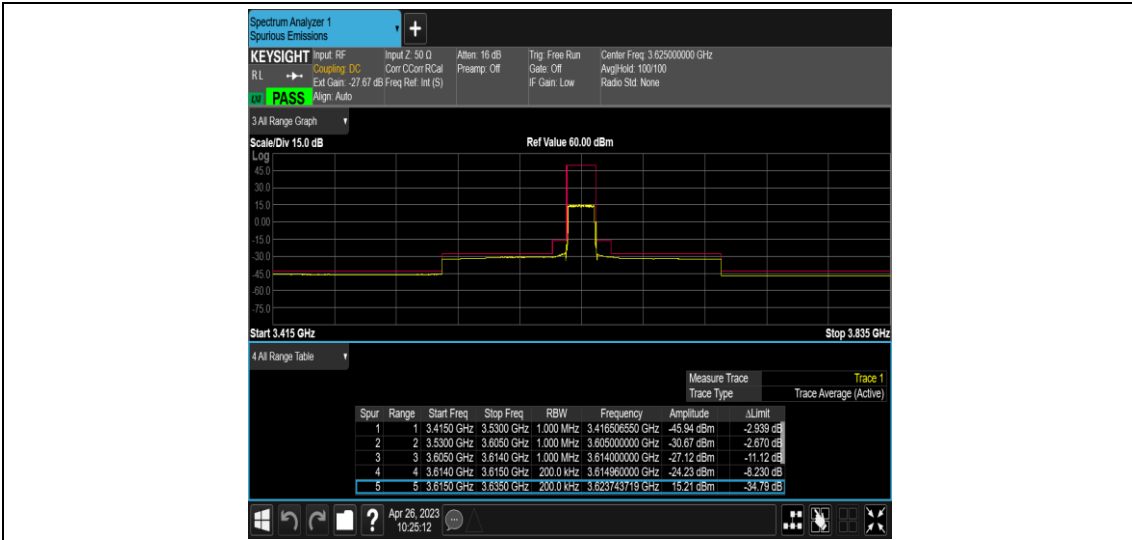 Spectrum Analyzer 1
Spurious Emissions
KEYSIGHT Input: RF Input Z: 50 Ω Atten: 16 dB Trig: Free Run Center Freq: 3.625000000 GHz
RL Coupling: DC Corr CCorr RCal Preamp: Off Gate: Off Avg|Hold: 100/100
Ext Gain: -27.67 dB Freq Ref: Int (S) IF Gain: Low Radio Std: None
PASS Align: Auto
3 All Range Graph
Scale/Div 15.0 dB Ref Value 60.00 dBm
Log
45.0
30.0
15.0
0.00
-15.0
-30.0
-45.0
-60.0
-75.0
Start 3.415 GHz Stop 3.835 GHz
4 All Range Table
Measure Trace Trace 1
Trace Type Trace Average (Active)
Spur Range Start Freq Stop Freq RBW Frequency Amplitude ΔLimit
1 1 3.4150 GHz 3.5300 GHz 1.000 MHz 3.416506550 GHz -45.94 dBm -2.939 dB
2 2 3.5300 GHz 3.6050 GHz 1.000 MHz 3.605000000 GHz -30.67 dBm -2.670 dB
3 3 3.6050 GHz 3.6140 GHz 1.000 MHz 3.614000000 GHz -27.12 dBm -11.12 dB
4 4 3.6140 GHz 3.6150 GHz 200.0 kHz 3.614960000 GHz -24.23 dBm -8.230 dB
5 5 3.6150 GHz 3.6350 GHz 200.0 kHz 3.623743719 GHz 15.21 dBm -34.79 dB
Apr 26, 2023
10:25:12